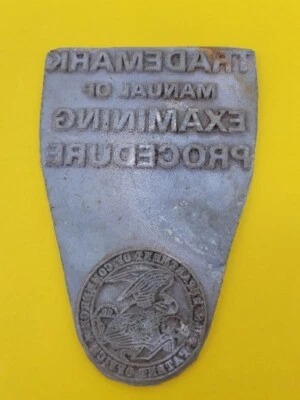 TRADEMARK
MANUAL OF
EXAMINING
PROCEDURE